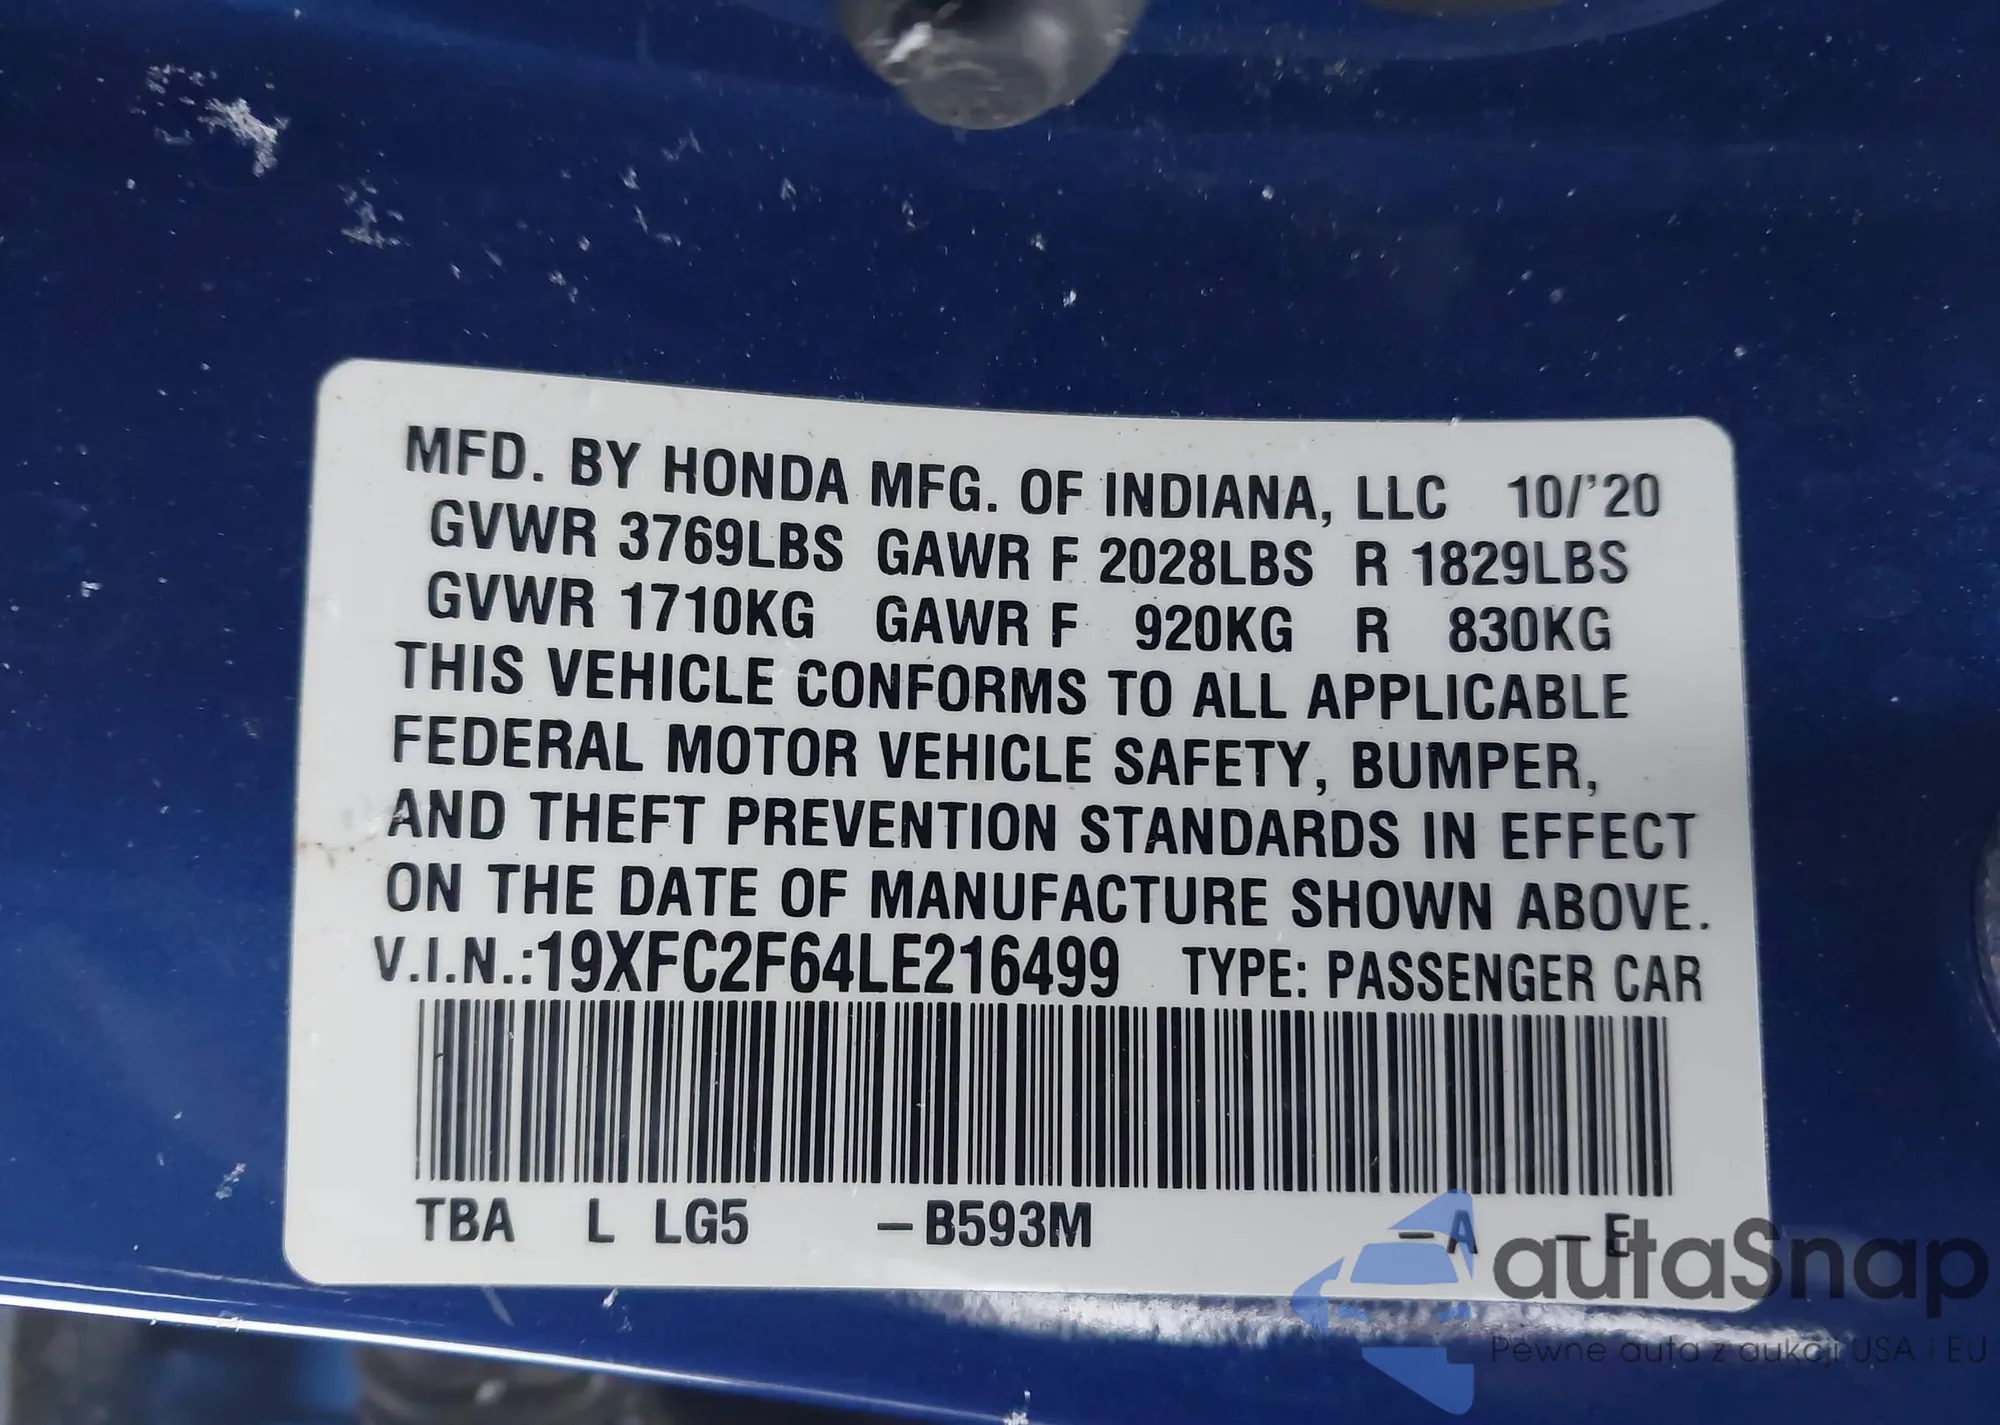 MFD. BY HONDA MFG. OF INDIANA, LLC 10/'20
GVWR 3769LBS GAWR F 2028LBS R 1829LBS
GVWR 1710KG GAWR F 920KG R 830KG
THIS VEHICLE CONFORMS TO ALL APPLICABLE
FEDERAL MOTOR VEHICLE SAFETY, BUMPER,
AND THEFT PREVENTION STANDARDS IN EFFECT
ON THE DATE OF MANUFACTURE SHOWN ABOVE.
V.I.N.:19XFC2F64LE216499 TYPE: PASSENGER CAR
TBA L LG5 –B593M –A –E
autaSnap
Pewne auta z aukcji USA i EU